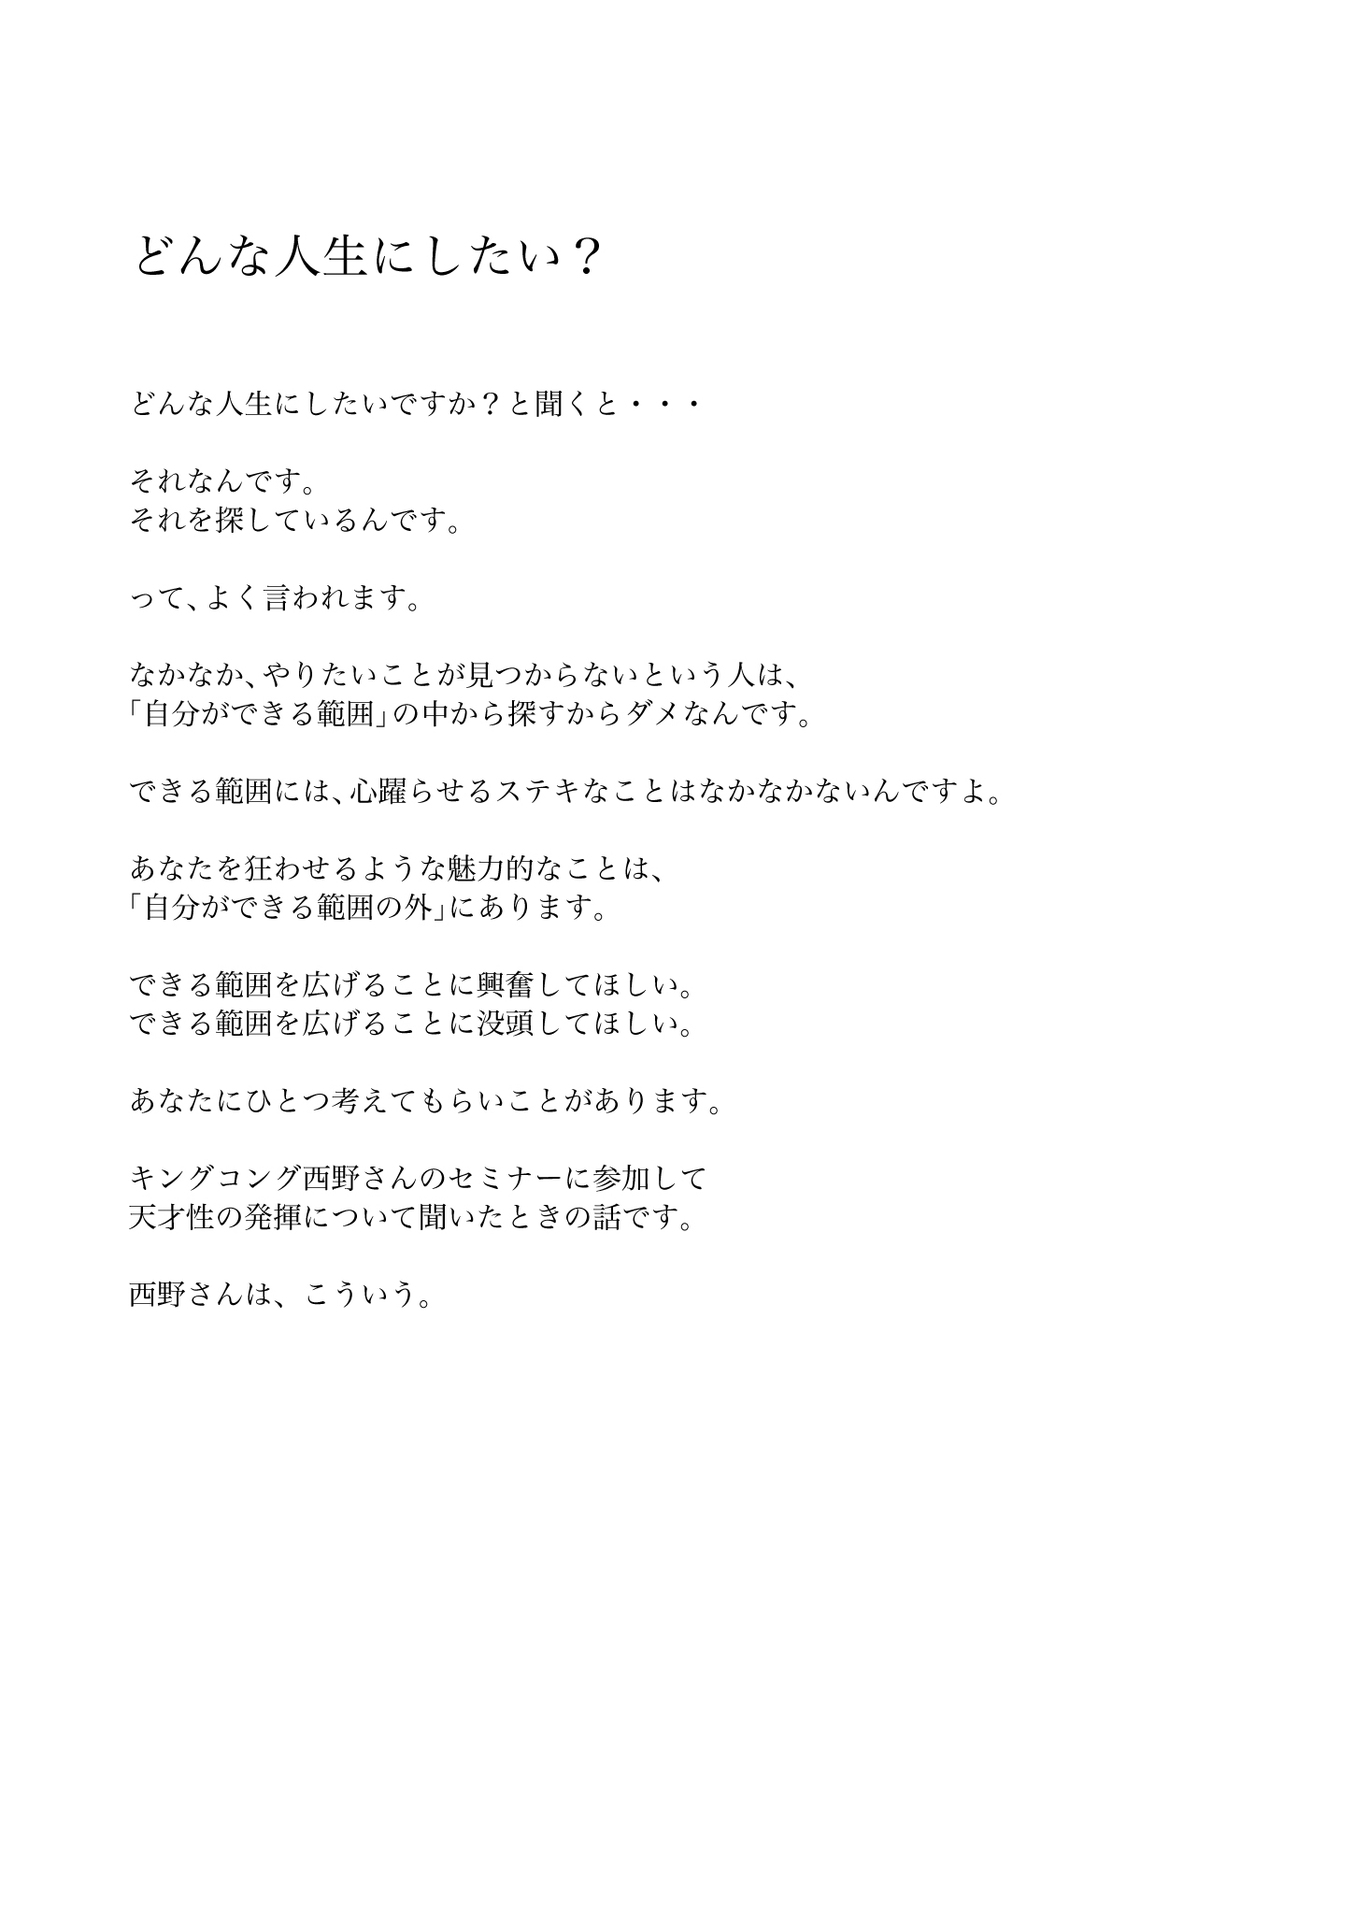 どんな人生にしたい？
どんな人生にしたいですか？と聞くと・・・
それなんです。
それを探しているんです。
って、よく言われます。
なかなか、やりたいことが見つからないという人は、
「自分ができる範囲」の中から探すからダメなんです。
できる範囲には、心躍らせるステキなことはなかなかないんですよ。
あなたを狂わせるような魅力的なことは、
「自分ができる範囲の外」にあります。
できる範囲を広げることに興奮してほしい。
できる範囲を広げることに没頭してほしい。
あなたにひとつ考えてもらいことがあります。
キングコング西野さんのセミナーに参加して
天才性の発揮について聞いたときの話です。
西野さんは、こういう。